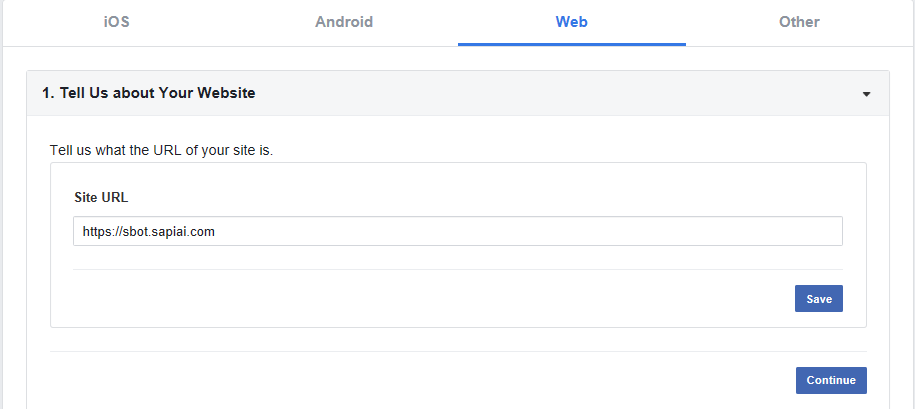 iOS Android Web Other
1. Tell Us about Your Website
Tell us what the URL of your site is.
Site URL
https://sbot.sapiai.com
Save
Continue